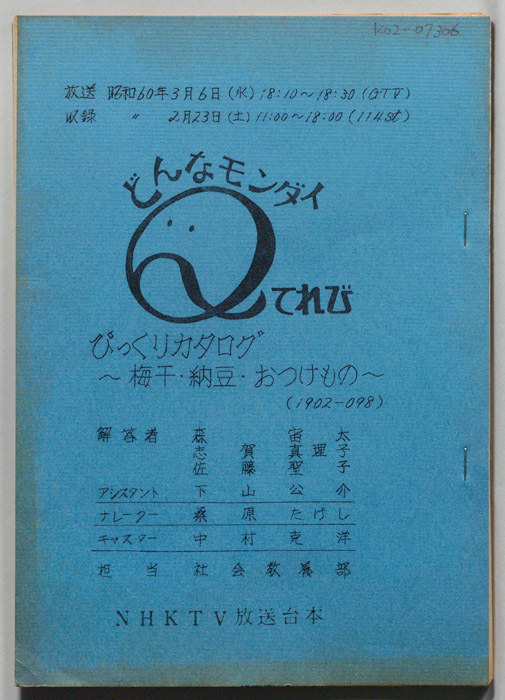 K02-07306
放送 昭和60年3月6日(水)18:10～18:30(GTV)
収録 〃 2月23日(土)11:00～18:00(114st)
どんなモンダイ
Qてれび
びっくりカタログ
～梅干・納豆・おつけもの～
(1902-098)
解答者 森 宙太
志賀真理子
佐藤聖子
アシスタント 下山公介
ナレーター 桑原たけし
キャスター 中村克洋
担当 社会教養部
NHKTV放送台本